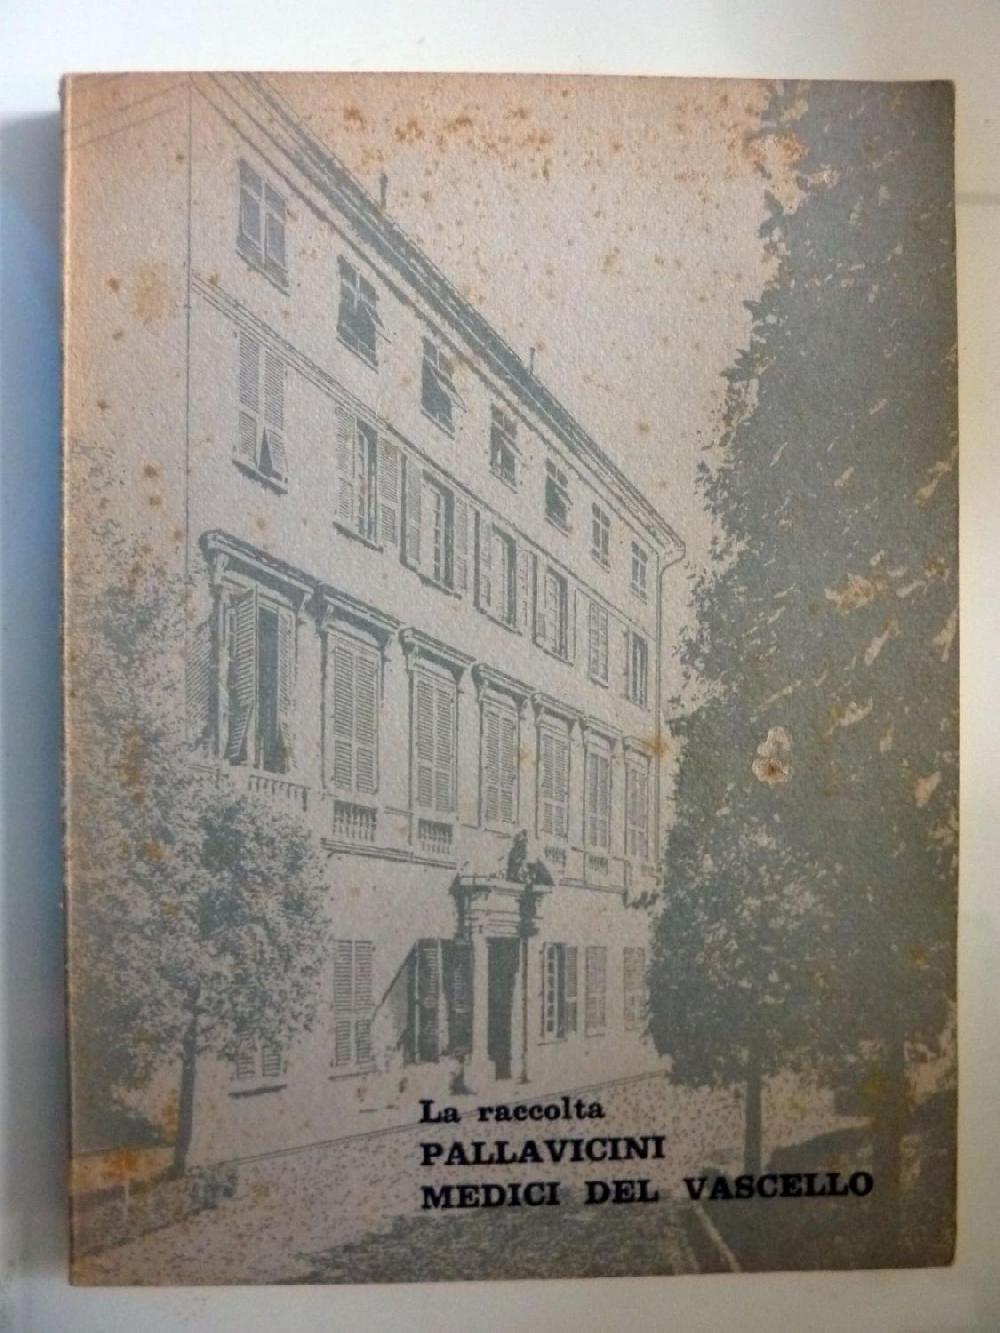 La raccolta
PALLAVICINI
MEDICI DEL VASCELLO